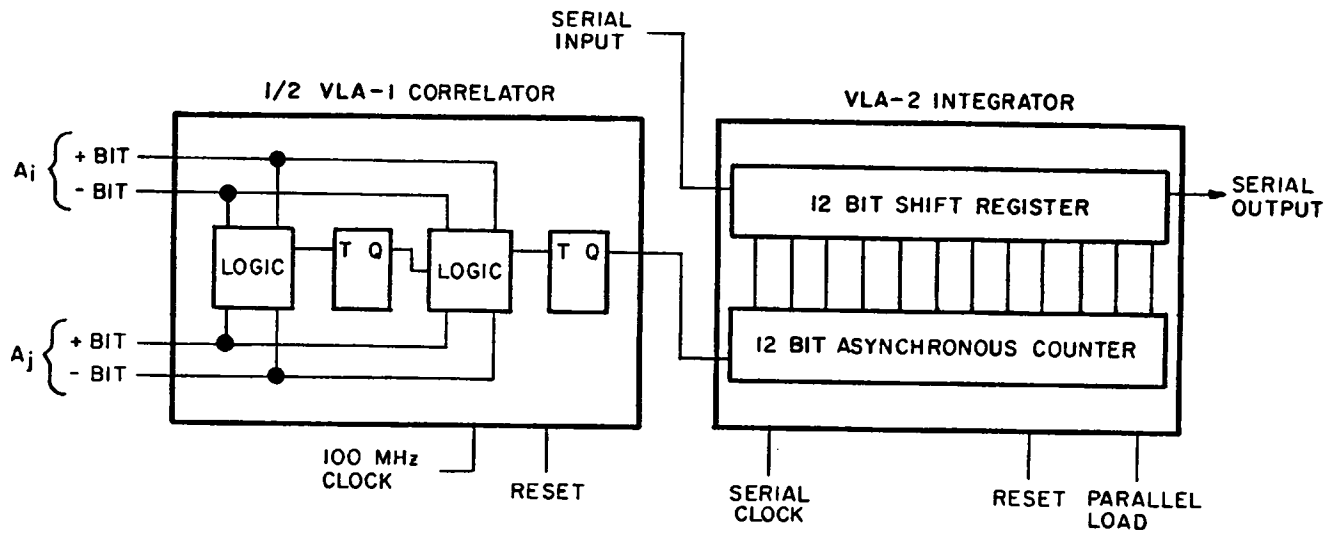 SERIAL
INPUT
1/2 VLA-1 CORRELATOR
VLA-2 INTEGRATOR
Ai
+ BIT
- BIT
SERIAL
OUTPUT
12 BIT SHIFT REGISTER
LOGIC
T Q
LOGIC
T Q
Aj
+ BIT
- BIT
12 BIT ASYNCHRONOUS COUNTER
100 MHz
CLOCK
RESET
SERIAL
CLOCK
RESET
PARALLEL
LOAD